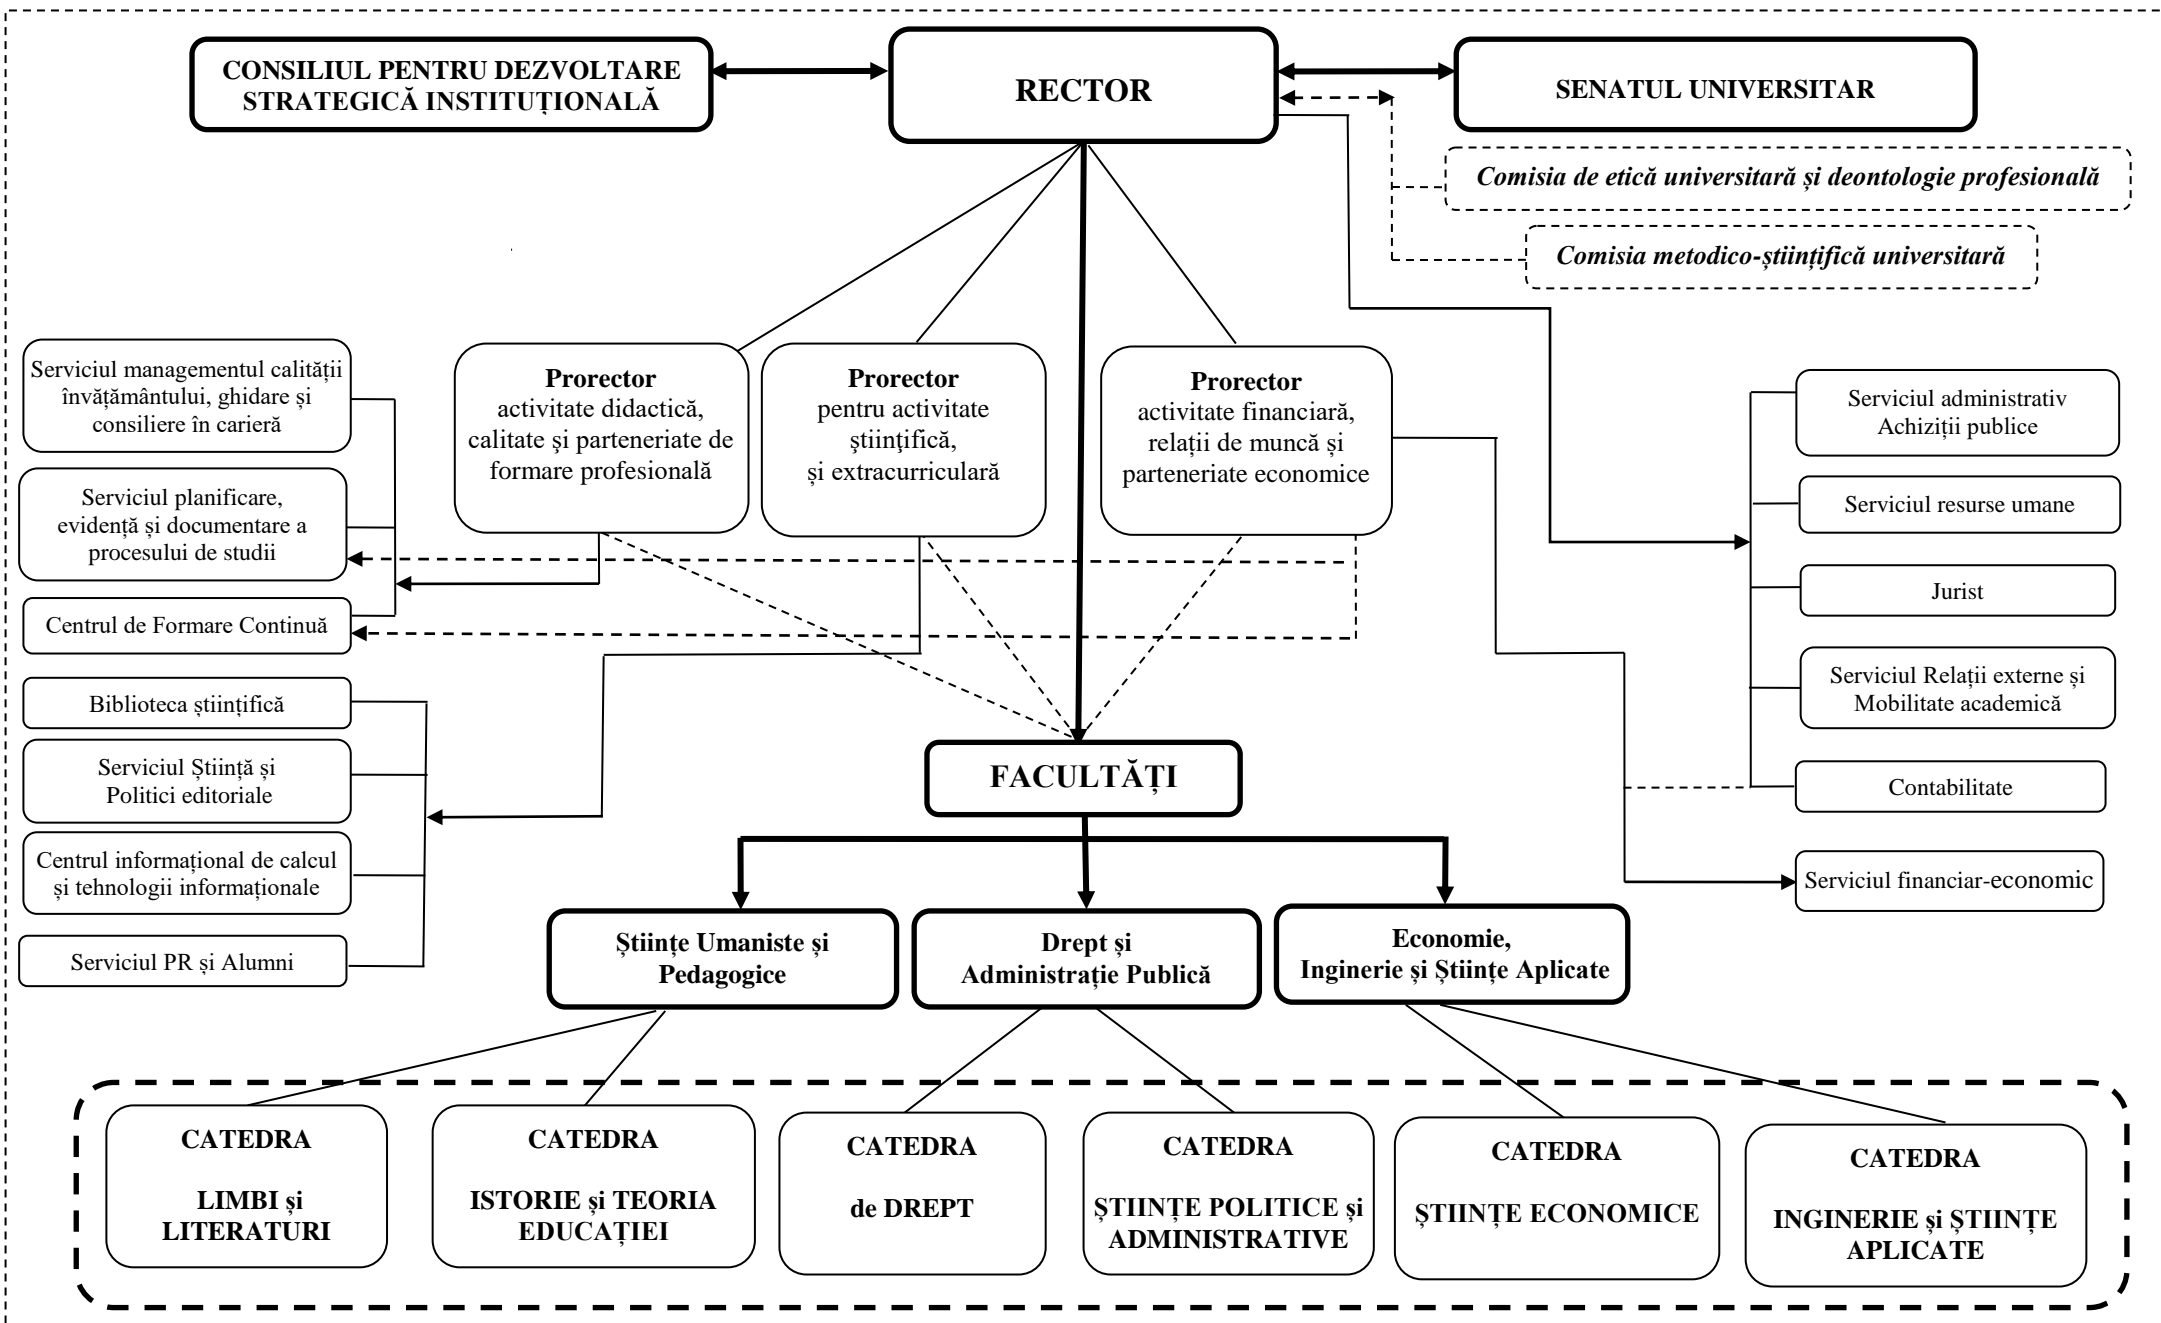 CONSILIUL PENTRU DEZVOLTARE
STRATEGICĂ INSTITUȚIONALĂ
RECTOR
SENATUL UNIVERSITAR
Comisia de etică universitară și deontologie profesională
Comisia metodico-științifică universitară
Serviciul managementul calității
învățământului, ghidare și
consiliere în carieră
Serviciul planificare,
evidență și documentare a
procesului de studii
Centrul de Formare Continuă
Biblioteca științifică
Serviciul Știință și
Politici editoriale
Centrul informațional de calcul
și tehnologii informaționale
Serviciul PR și Alumni
Prorector
activitate didactică,
calitate şi parteneriate de
formare profesională
Prorector
pentru activitate
ştiinţifică,
și extracurriculară
Prorector
activitate financiară,
relații de muncă și
parteneriate economice
Serviciul administrativ
Achiziții publice
Serviciul resurse umane
Jurist
Serviciul Relații externe și
Mobilitate academică
Contabilitate
Serviciul financiar-economic
FACULTĂȚI
Științe Umaniste și
Pedagogice
Drept și
Administrație Publică
Economie,
Inginerie și Științe Aplicate
CATEDRA
LIMBI și
LITERATURI
CATEDRA
ISTORIE și TEORIA
EDUCAȚIEI
CATEDRA
de DREPT
CATEDRA
ȘTIINȚE POLITICE și
ADMINISTRATIVE
CATEDRA
ȘTIINȚE ECONOMICE
CATEDRA
INGINERIE și ȘTIINȚE
APLICATE